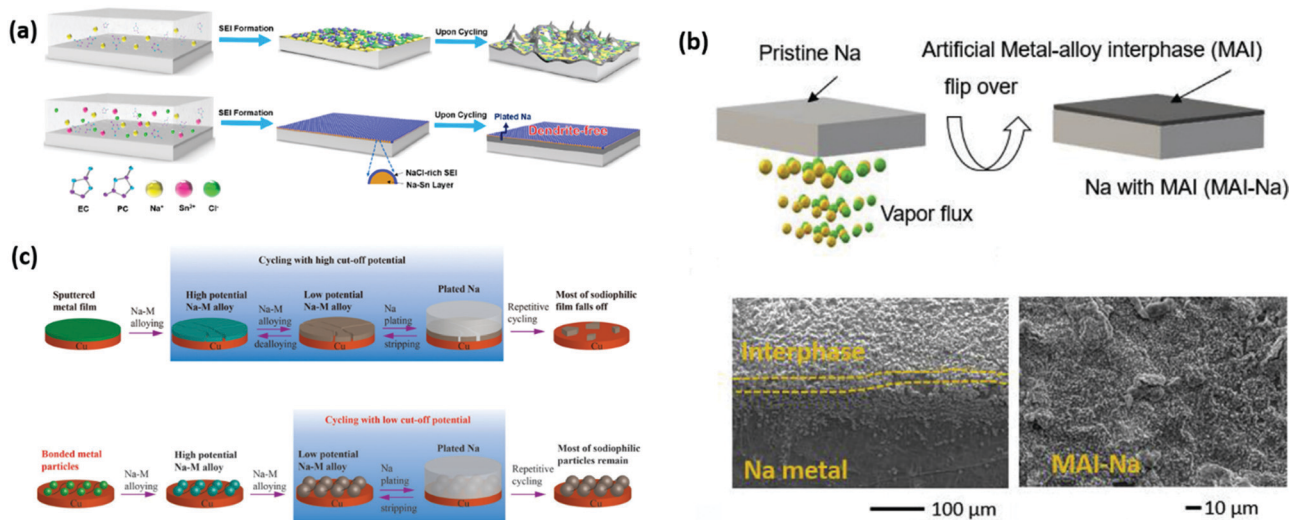 (a)
SEI Formation
Upon Cycling
SEI Formation
Upon Cycling
Plated Na
Dendrite-free
NaCl-rich SEI
Na-Sn Layer
EC
PC
Na⁺
Sn²⁺
Cl⁻
(b)
Pristine Na
Artificial Metal-alloy interphase (MAI)
flip over
Na with MAI (MAI-Na)
Vapor flux
Interphase
Na metal
100 μm
MAI-Na
10 μm
(c)
Cycling with high cut-off potential
Sputtered
metal film
Na-M
alloying
High potential
Na-M alloy
Na-M
alloying
dealloying
Low potential
Na-M alloy
Na
plating
stripping
Plated Na
Repetitive
cycling
Most of sodiophilic
film falls off
Cu
Cu
Cu
Cu
Cu
Cycling with low cut-off potential
Bonded metal
particles
Na-M
alloying
High potential
Na-M alloy
Na-M
alloying
Low potential
Na-M alloy
Na
plating
stripping
Plated Na
Repetitive
cycling
Most of sodiophilic
particles remain
Cu
Cu
Cu
Cu
Cu